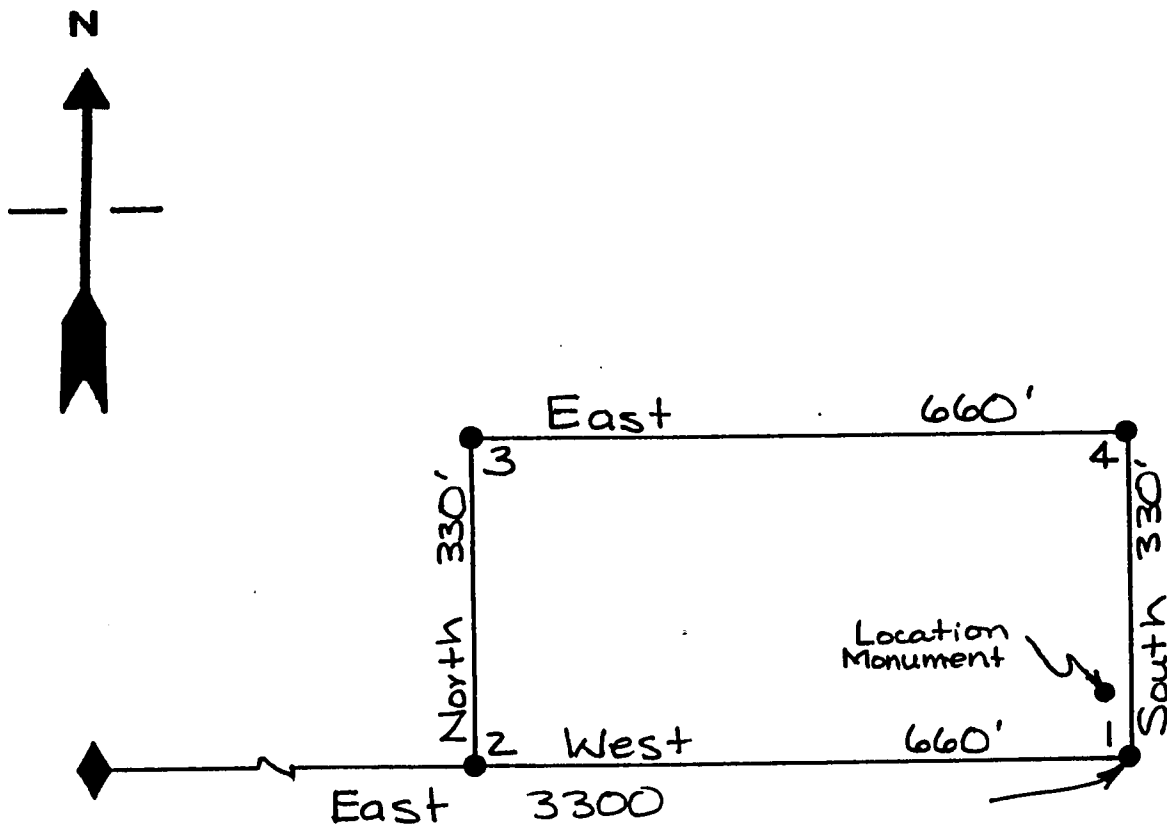 N
East 660'
3 4
North 330'
South 330'
Location
Monument
2 West 660' 1
East 3300